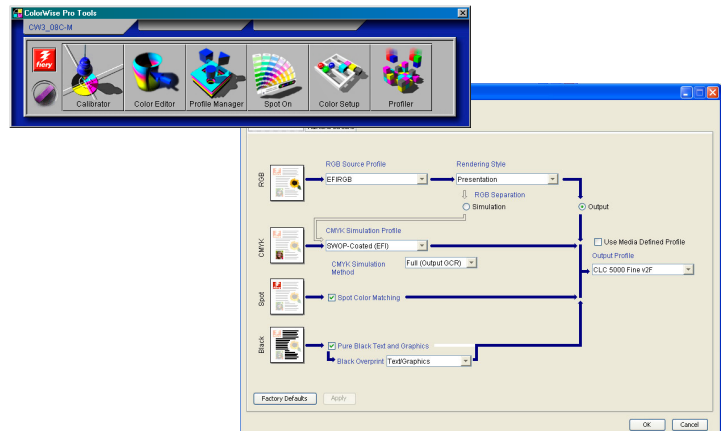 ColorWise Pro Tools
CW3_08C-M
fiery
Calibrator
Color Editor
Profile Manager
Spot On
Color Setup
Profiler
RGB
RGB Source Profile
EFIRGB
Rendering Style
Presentation
RGB Separation
Simulation
Output
CMYK
CMYK Simulation Profile
SWOP-Coated (EFI)
CMYK Simulation
Method
Full (Output GCR)
Use Media Defined Profile
Output Profile
CLC 5000 Fine v2F
Spot
Spot Color Matching
Black
Pure Black Text and Graphics
Black Overprint
Text/Graphics
Factory Defaults
Apply
OK
Cancel